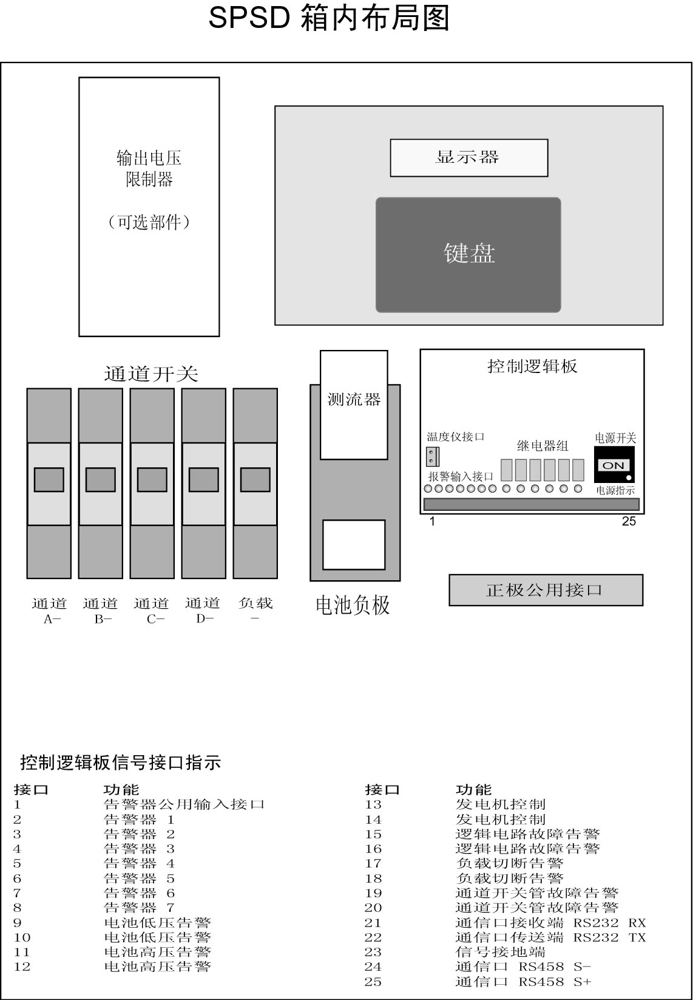 SPSD 箱内布局图
输出电压
限制器
（可选部件）
显示器
键盘
通道开关
测流器
控制逻辑板
温度仪接口
继电器组
电源开关
ON
报警输入接口
电源指示
1
25
正极公用接口
电池负极
通道
A-
通道
B-
通道
C-
通道
D-
负载
-
控制逻辑板信号接口指示
接口 功能
1 告警器公用输入接口
2 告警器 1
3 告警器 2
4 告警器 3
5 告警器 4
6 告警器 5
7 告警器 6
8 告警器 7
9 电池低压告警
10 电池低压告警
11 电池高压告警
12 电池高压告警
接口 功能
13 发电机控制
14 发电机控制
15 逻辑电路故障告警
16 逻辑电路故障告警
17 负载切断告警
18 负载切断告警
19 通道开关管故障告警
20 通道开关管故障告警
21 通信口接收端 RS232 RX
22 通信口传送端 RS232 TX
23 信号接地端
24 通信口 RS458 S-
25 通信口 RS458 S+